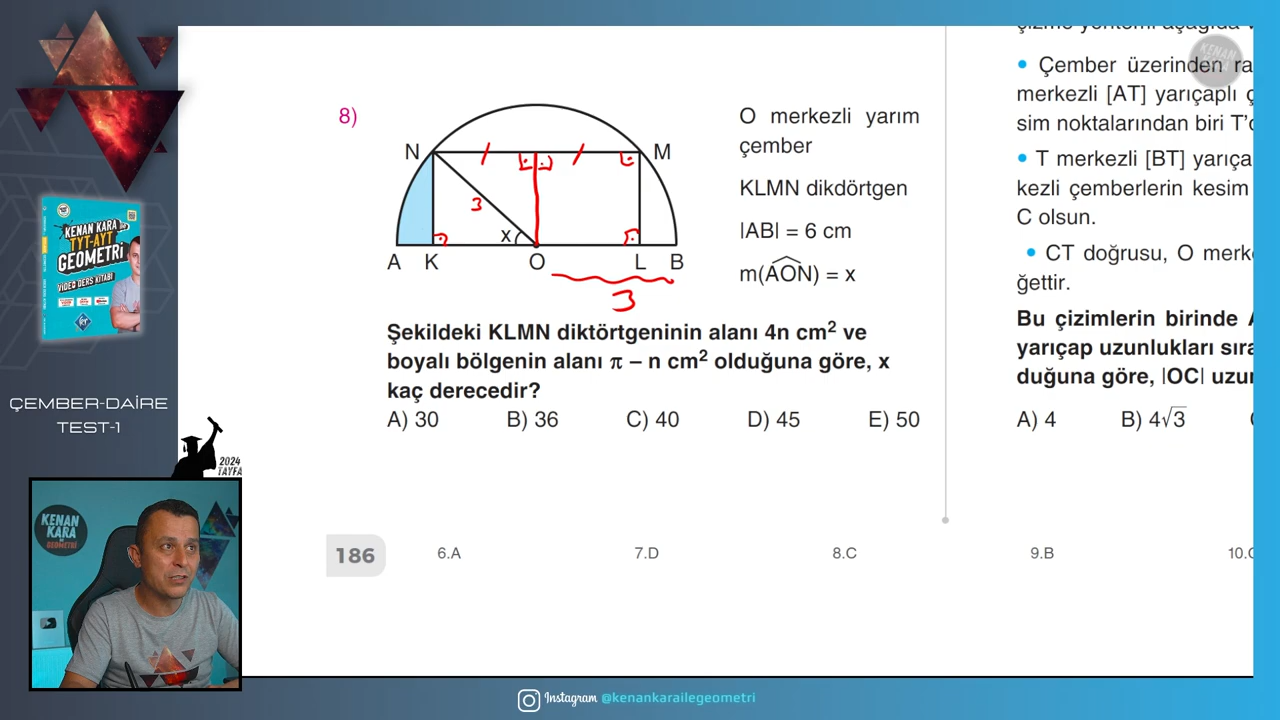 8)
N
M
3
x
A
K
O
L
B
3
O merkezli yarım
çember
KLMN dikdörtgen
|AB| = 6 cm
m(AÔN) = x
Şekildeki KLMN diktörtgeninin alanı 4n cm² ve
boyalı bölgenin alanı π – n cm² olduğuna göre, x
kaç derecedir?
A) 30 B) 36 C) 40 D) 45 E) 50
186 6.A 7.D 8.C 9.B
• Çember üzerinden ra
merkezli [AT] yarıçaplı ç
sim noktalarından biri T'
• T merkezli [BT] yarıça
kezli çemberlerin kesim
C olsun.
• CT doğrusu, O merk
ğettir.
Bu çizimlerin birinde A
yarıçap uzunlukları sıra
duğuna göre, |OC| uzu
A) 4 B) 4√3
KENAN KARA
TYT-AYT
GEOMETRİ
VİDEO DERS KİTABI
ÇEMBER-DAİRE
TEST-1
2024
TAYFA
KENAN
KARA
GEOMETRİ
Instagram @kenankarailegeometri